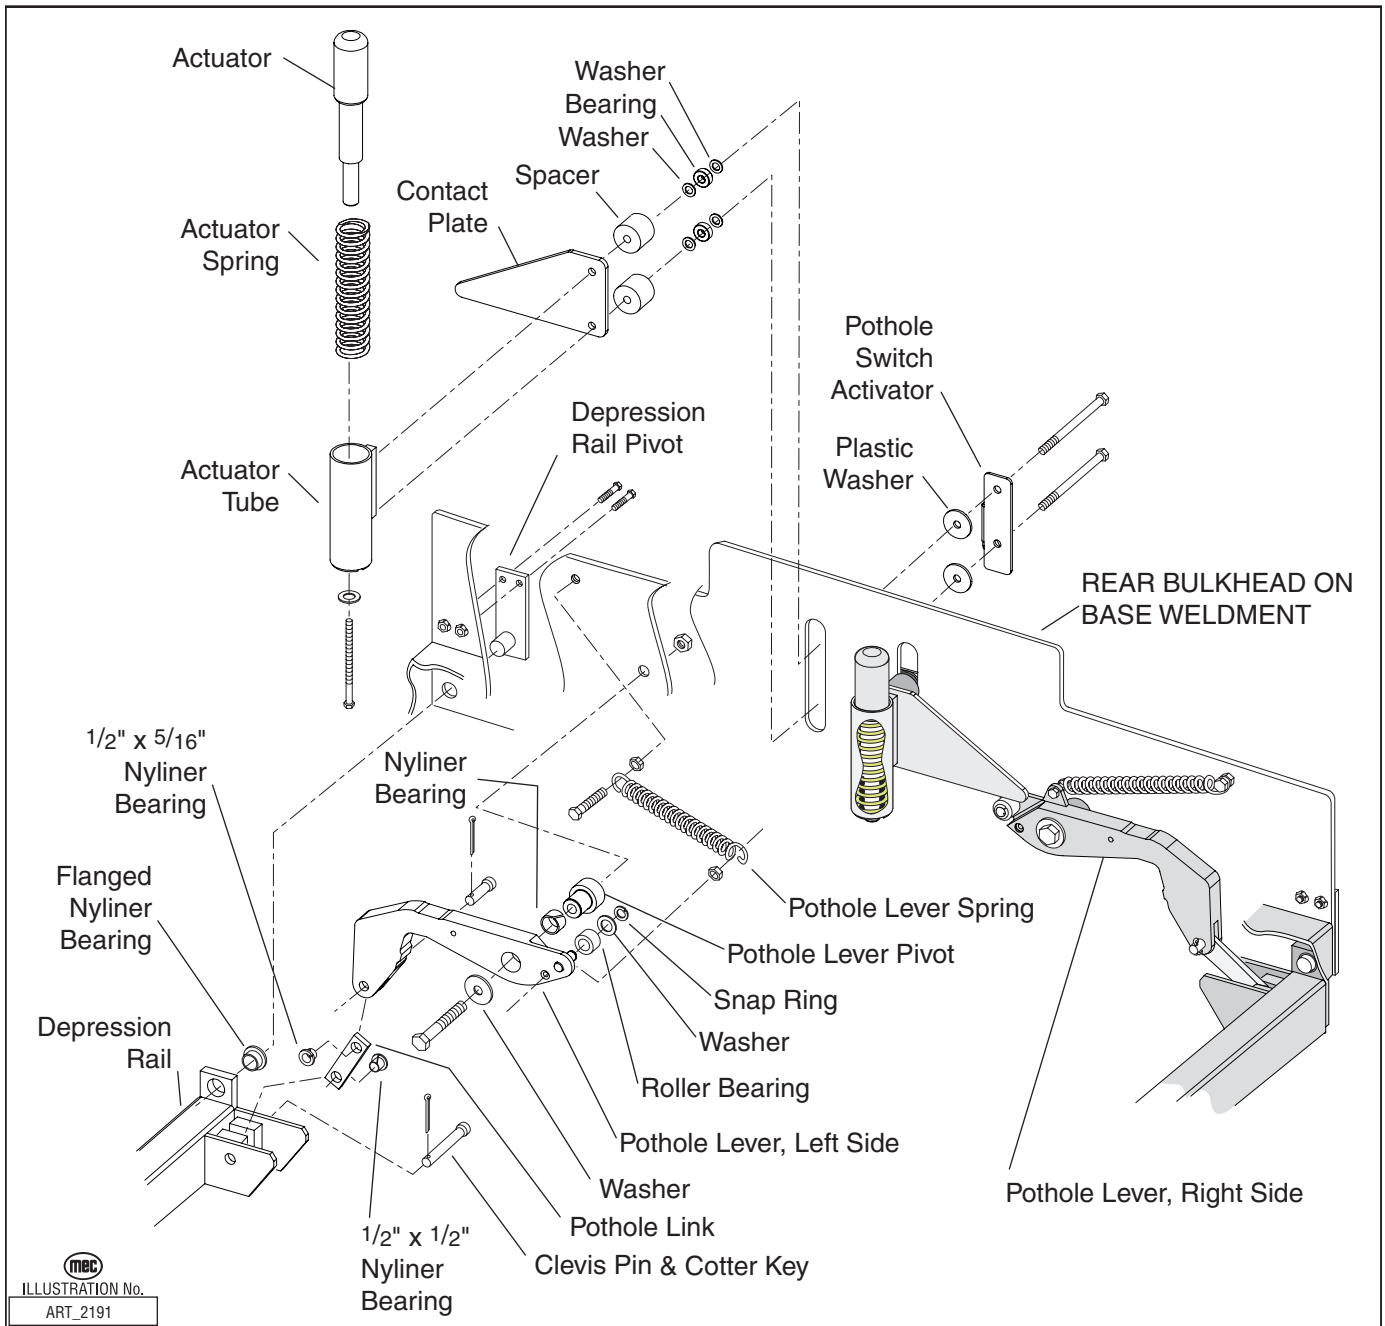 Actuator
Washer
Bearing
Washer
Spacer
Contact
Plate
Actuator
Spring
Pothole
Switch
Activator
Depression
Rail Pivot
Plastic
Washer
Actuator
Tube
REAR BULKHEAD ON
BASE WELDMENT
1/2" x 5/16"
Nyliner
Bearing
Nyliner
Bearing
Flanged
Nyliner
Bearing
Pothole Lever Spring
Pothole Lever Pivot
Snap Ring
Depression
Rail
Washer
Roller Bearing
Pothole Lever, Left Side
Washer
Pothole Lever, Right Side
Pothole Link
1/2" x 1/2"
Nyliner
Bearing
Clevis Pin & Cotter Key
mec
ILLUSTRATION No.
ART_2191